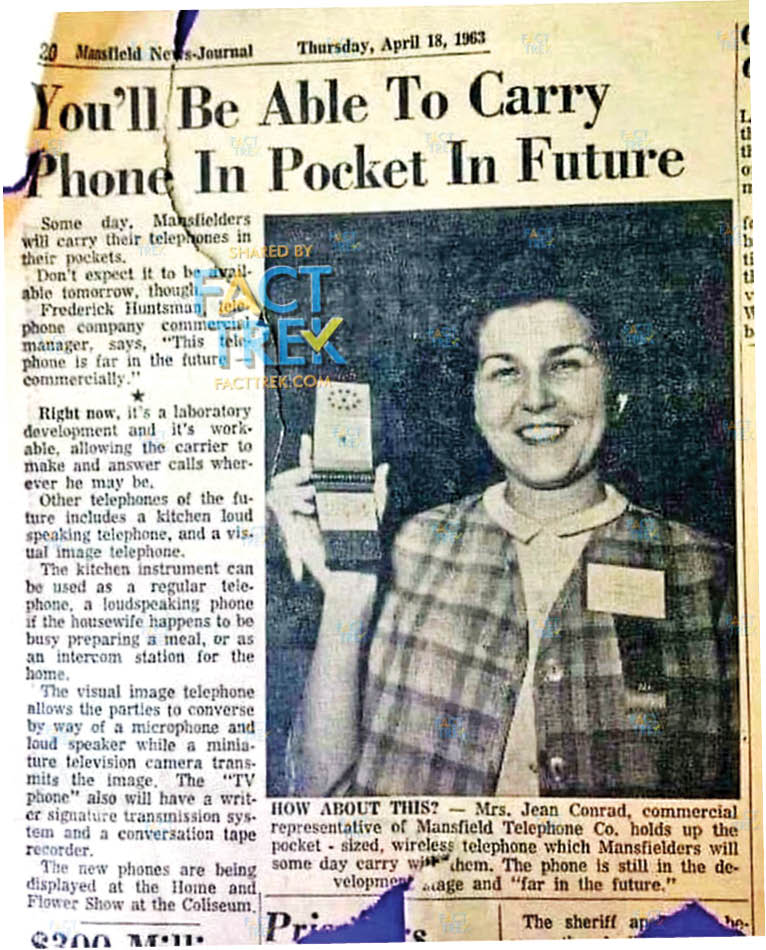 20 Mansfield News-Journal Thursday, April 18, 1963
You'll Be Able To Carry
Phone In Pocket In Future
Some day, Mansfielders
will carry their telephones in
their pockets.
Don't expect it to be avail-
able tomorrow, though.
Frederick Huntsman, tele-
phone company commercial
manager, says, "This tele-
phone is far in the future —
commercially."
Right now, it's a laboratory
development and it's work-
able, allowing the carrier to
make and answer calls wher-
ever he may be.
Other telephones of the fu-
ture includes a kitchen loud
speaking telephone, and a vis-
ual image telephone.
The kitchen instrument can
be used as a regular tele-
phone, a loudspeaking phone
if the housewife happens to be
busy preparing a meal, or as
an intercom station for the
home.
The visual image telephone
allows the parties to converse
by way of a microphone and
loud speaker while a minia-
ture television camera trans-
mits the image. The "TV
phone" also will have a writ-
er signature transmission sys-
tem and a conversation tape
recorder.
The new phones are being
displayed at the Home and
Flower Show at the Coliseum.
SHARED BY
FACT
TREK
FACTTREK.COM
HOW ABOUT THIS? — Mrs. Jean Conrad, commercial
representative of Mansfield Telephone Co. holds up the
pocket - sized, wireless telephone which Mansfielders will
some day carry with them. The phone is still in the de-
velopment stage and "far in the future."
The sheriff